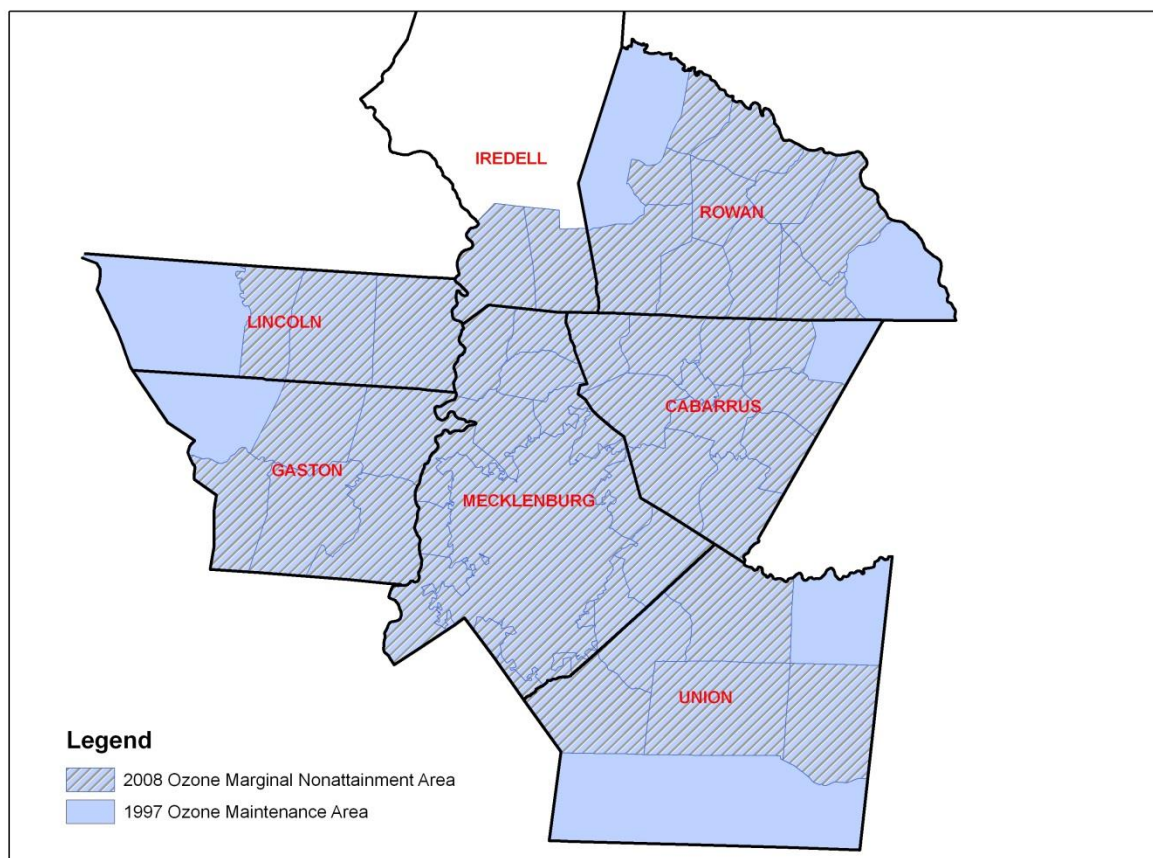 IREDELL
ROWAN
LINCOLN
CABARRUS
GASTON
MECKLENBURG
UNION
Legend
2008 Ozone Marginal Nonattainment Area
1997 Ozone Maintenance Area